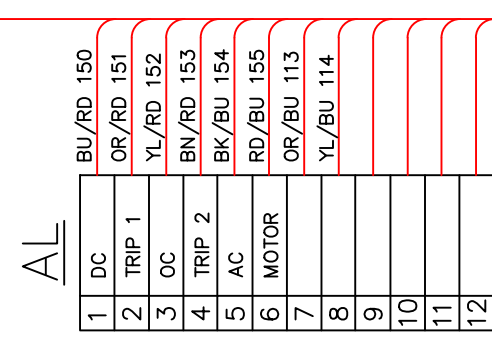 BU/RD 150
OR/RD 151
YL/RD 152
BN/RD 153
BK/BU 154
RD/BU 155
OR/BU 113
YL/BU 114
AL
DC
TRIP 1
OC
TRIP 2
AC
MOTOR
1
2
3
4
5
6
7
8
9
10
11
12